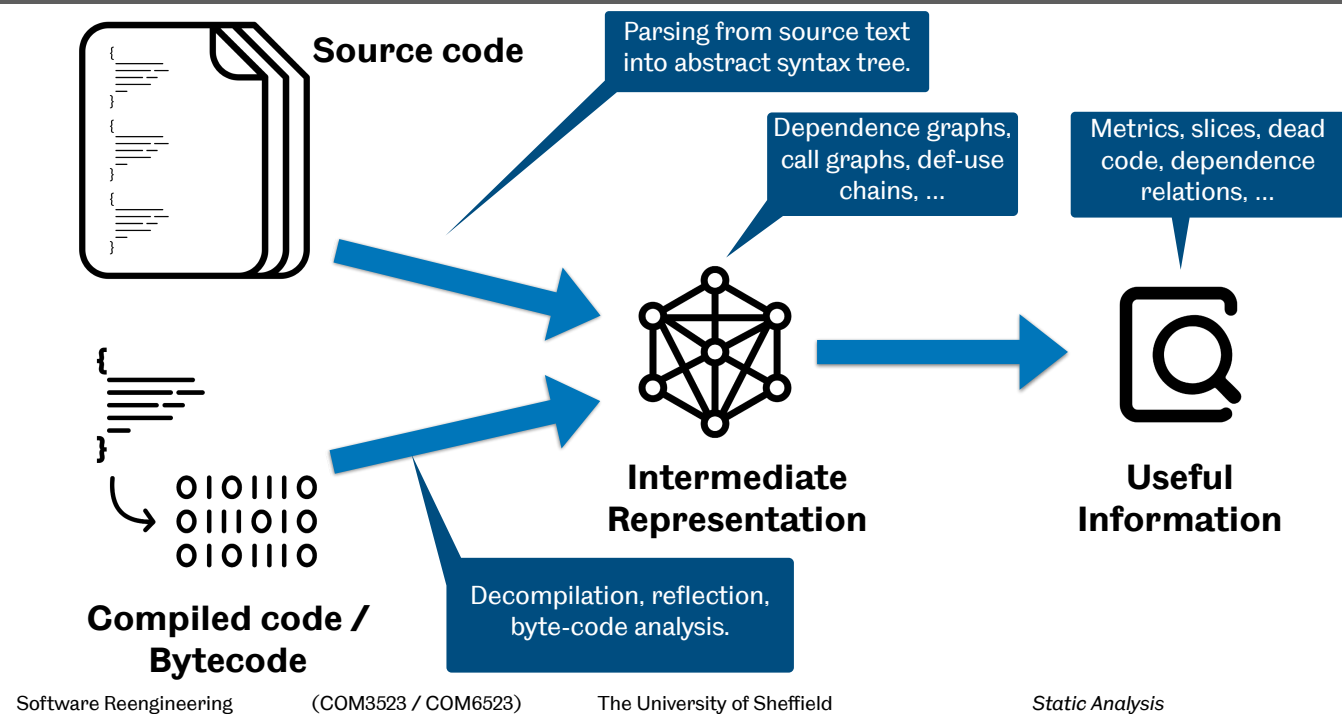 Source code
Parsing from source text
into abstract syntax tree.
Dependence graphs,
call graphs, def-use
chains, ...
Metrics, slices, dead
code, dependence
relations, ...
{
}
{
}
{
}
{
}
0101110
0111010
0101110
Intermediate
Representation
Useful
Information
Compiled code /
Bytecode
Decompilation, reflection,
byte-code analysis.
Software Reengineering (COM3523 / COM6523) The University of Sheffield Static Analysis